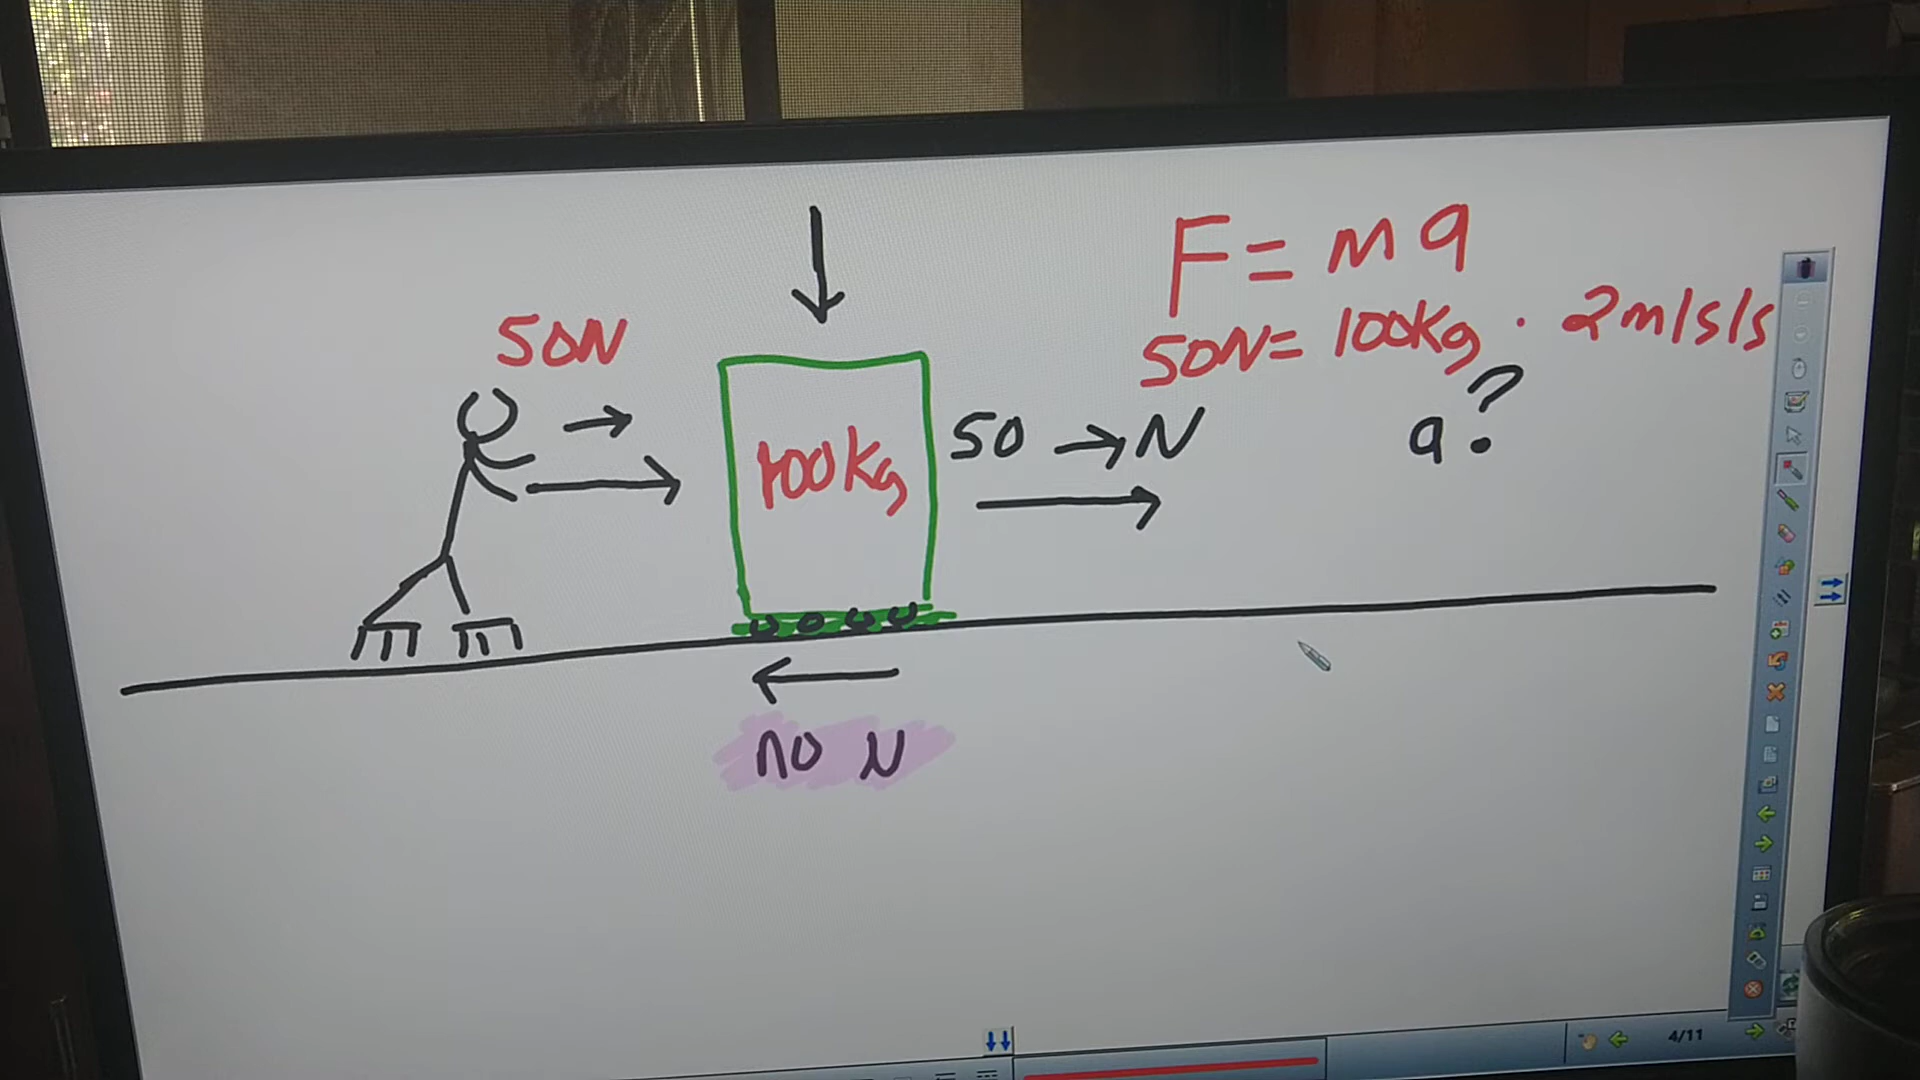 F = ma
50N = 100Kg · 2m/s/s
50N
100Kg
50 → N
a?
no N
4/11